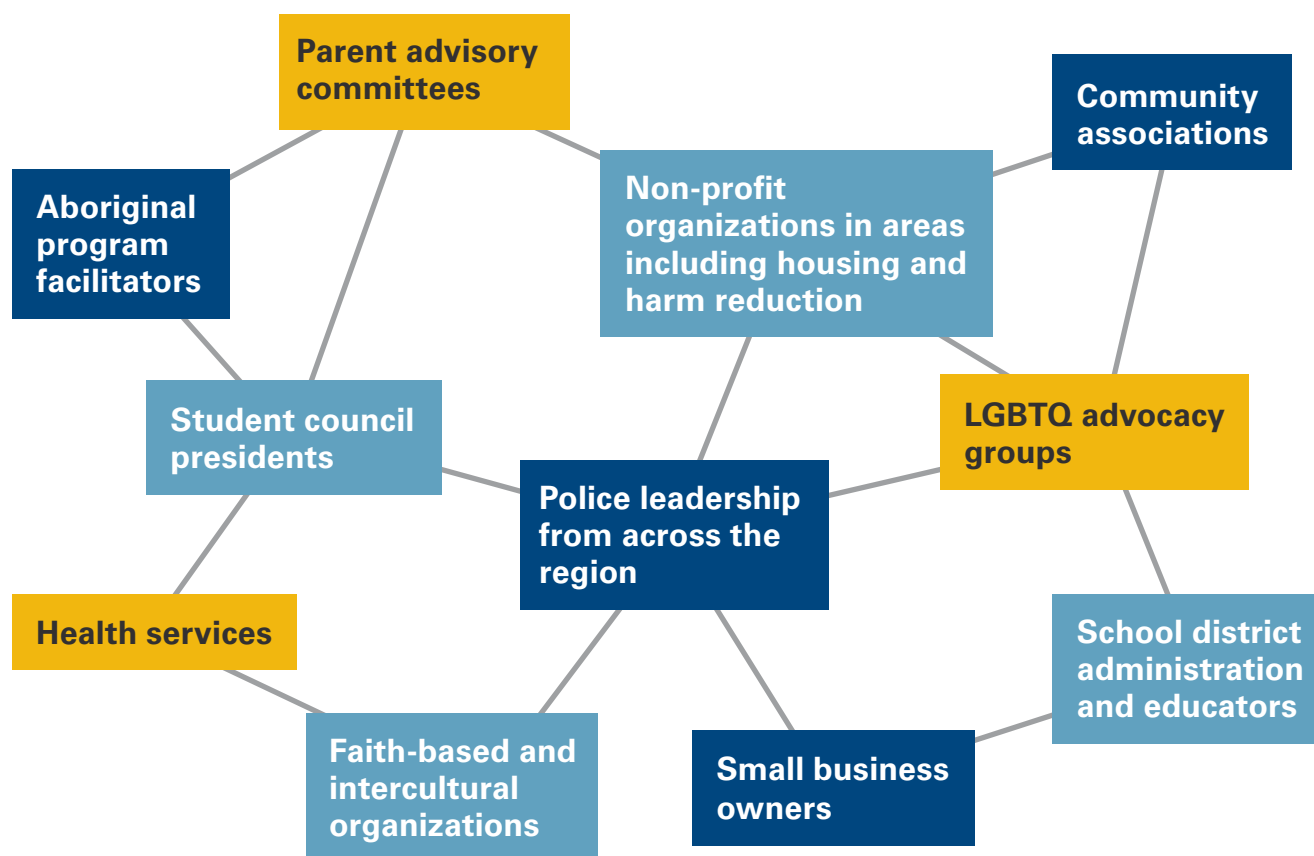 Parent advisory
committees
Community
associations
Aboriginal
program
facilitators
Non-profit
organizations in areas
including housing and
harm reduction
Student council
presidents
LGBTQ advocacy
groups
Police leadership
from across the
region
Health services
School district
administration
and educators
Faith-based and
intercultural
organizations
Small business
owners